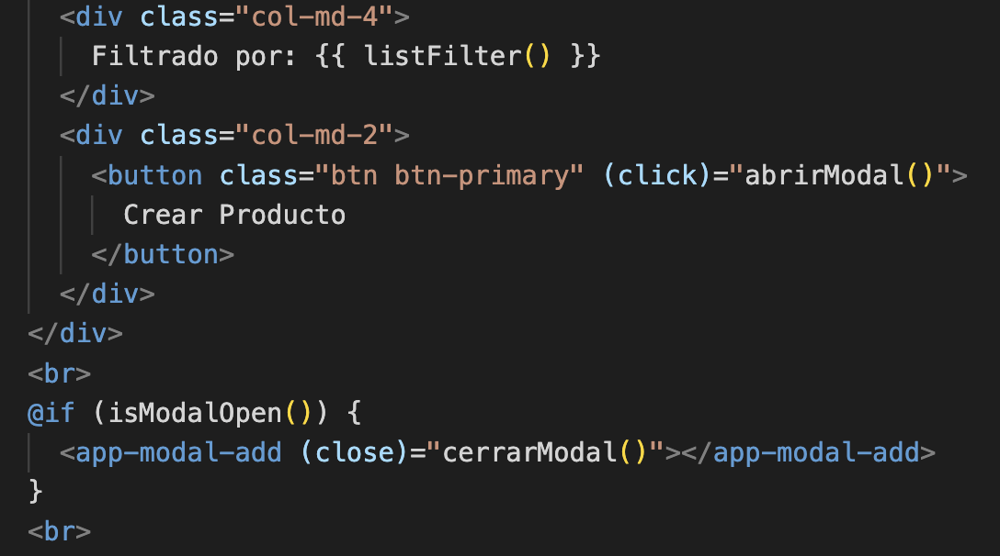 <div class="col-md-4">
Filtrado por: {{ listFilter() }}
</div>
<div class="col-md-2">
<button class="btn btn-primary" (click)="abrirModal()">
Crear Producto
</button>
</div>
</div>
<br>
@if (isModalOpen()) {
<app-modal-add (close)="cerrarModal()"></app-modal-add>
}
<br>